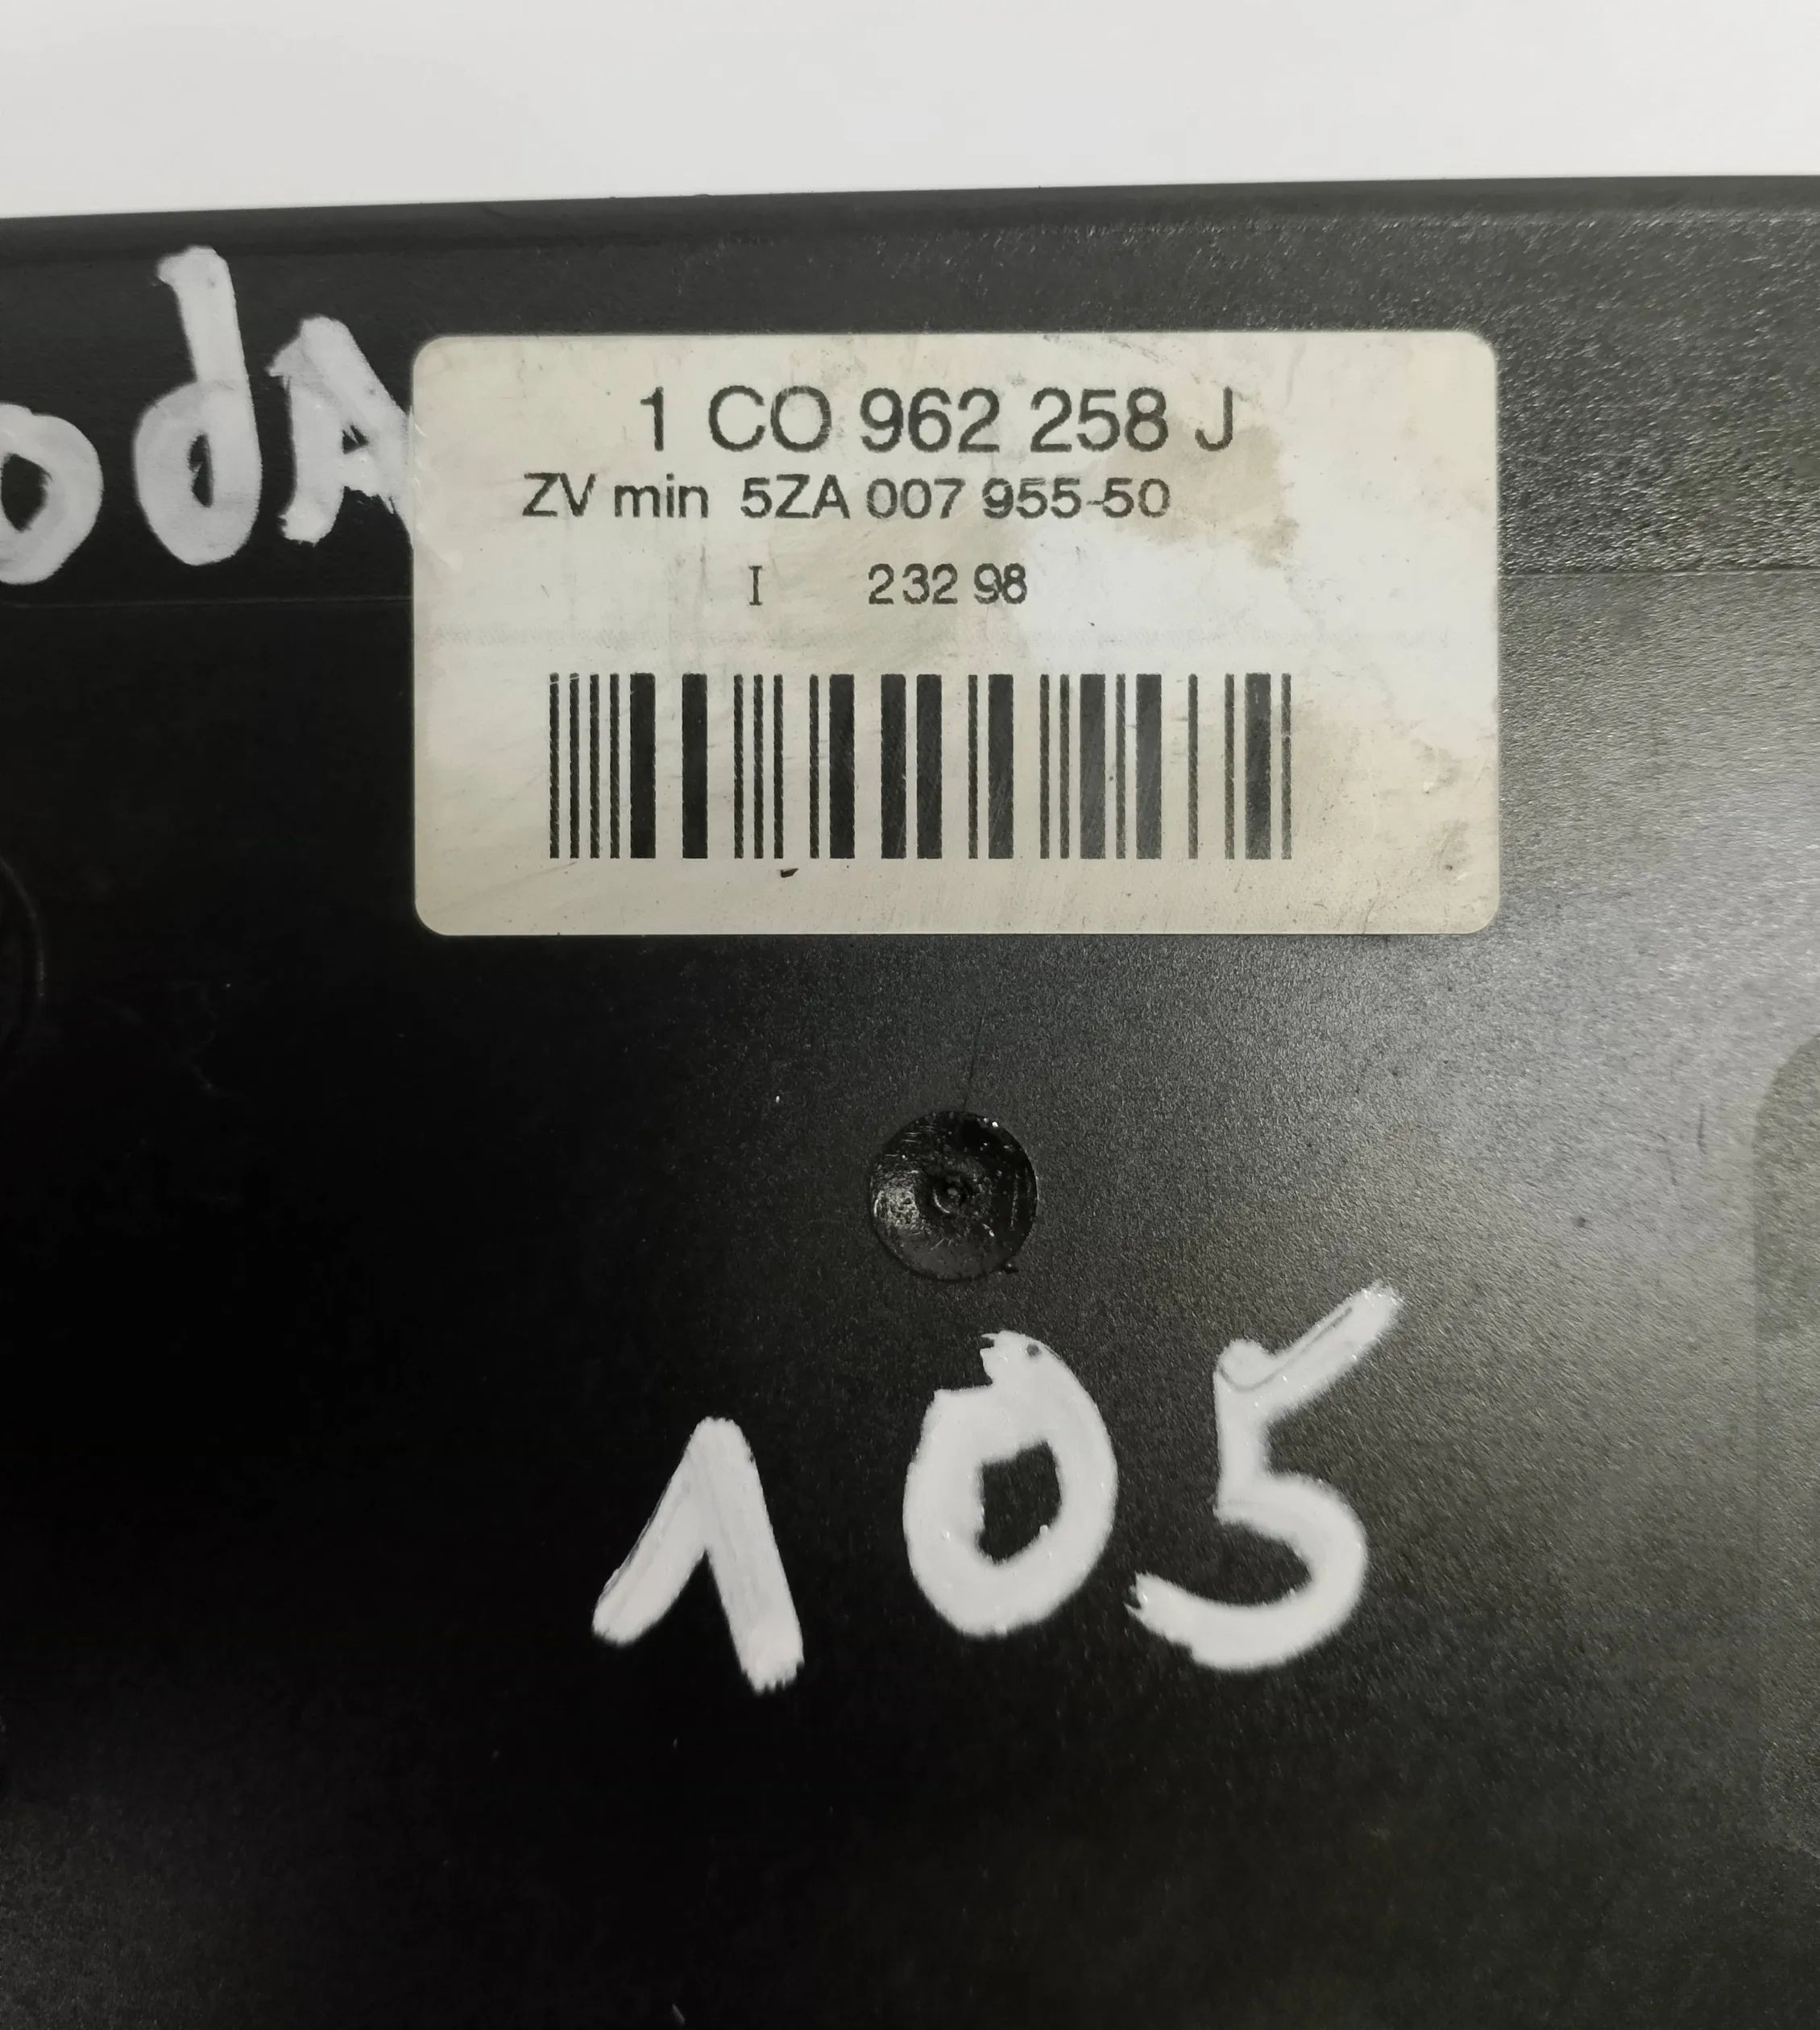 odA
1 CO 962 258 J
ZV min 5ZA 007 955-50
I 232 98
105